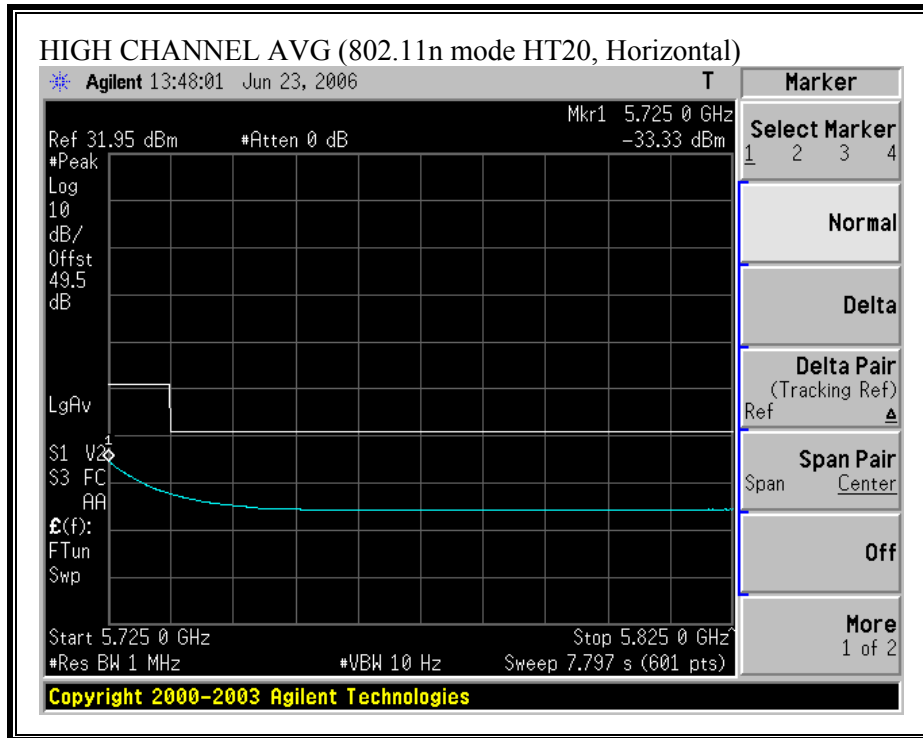 HIGH CHANNEL AVG (802.11n mode HT20, Horizontal)
Agilent 13:48:01 Jun 23, 2006 T
Mkr1 5.725 0 GHz
Ref 31.95 dBm #Atten 0 dB -33.33 dBm
#Peak
Log
10
dB/
Offst
49.5
dB
LgAv
1
S1 V2
S3 FC
AA
£(f):
FTun
Swp
Start 5.725 0 GHz Stop 5.825 0 GHz^
#Res BW 1 MHz #VBW 10 Hz Sweep 7.797 s (601 pts)
Copyright 2000-2003 Agilent Technologies
Marker
Select Marker
1 2 3 4
Normal
Delta
Delta Pair
(Tracking Ref)
Ref Δ
Span Pair
Span Center
Off
More
1 of 2